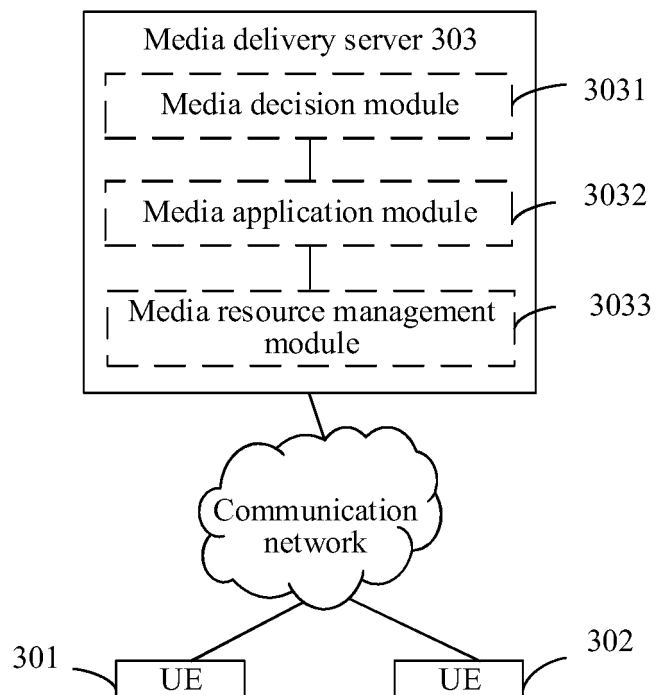 Media delivery server 303
Media decision module
3031
Media application module
3032
Media resource management
module
3033
Communication
network
301
UE
UE
302